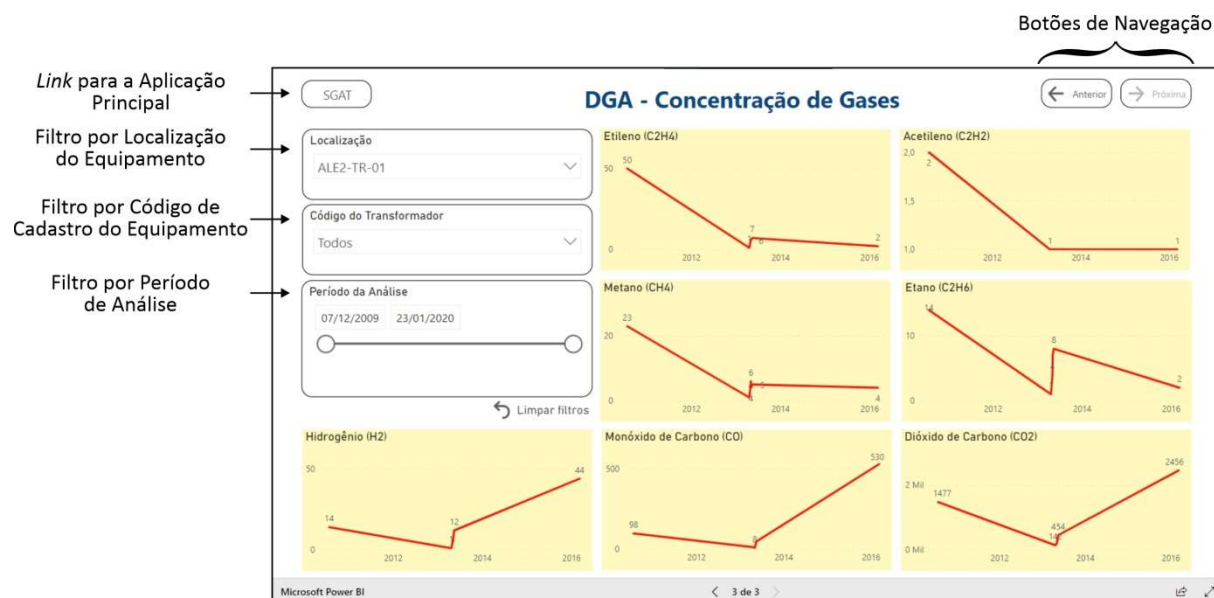 Botões de Navegação
Link para a Aplicação
Principal
Filtro por Localização
do Equipamento
Filtro por Código de
Cadastro do Equipamento
Filtro por Período
de Análise
SGAT
DGA - Concentração de Gases
Anterior
Próxima
Localização
ALE2-TR-01
Código do Transformador
Todos
Período da Análise
07/12/2009 23/01/2020
Limpar filtros
Etileno (C2H4)
50
50
7
6
2
0
2012 2014 2016
Acetileno (C2H2)
2,0
2
1,5
1,0
1
1
2012 2014 2016
Metano (CH4)
23
20
6
5
4
0
2012 2014 2016
Etano (C2H6)
14
10
8
2
0
2012 2014 2016
Hidrogênio (H2)
50
44
14
12
0
2012 2014 2016
Monóxido de Carbono (CO)
530
500
98
0
2012 2014 2016
Dióxido de Carbono (CO2)
2456
2 Mil
1477
454
0 Mil
2012 2014 2016
Microsoft Power BI
3 de 3